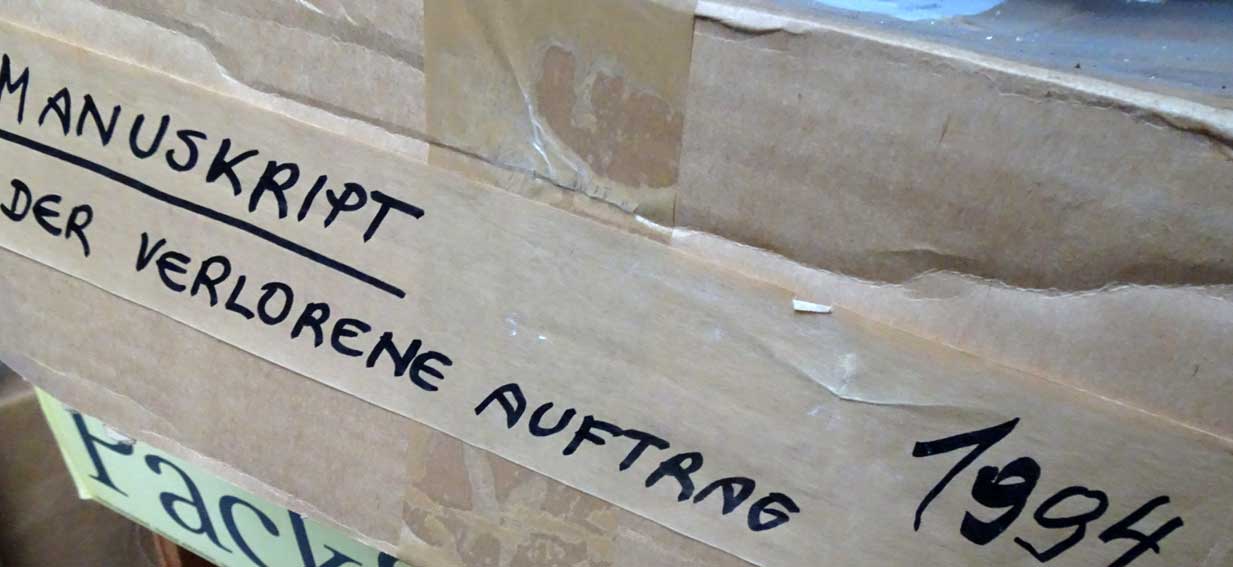 MANUSKRIPT
DER VERLORENE AUFTRAG
1994